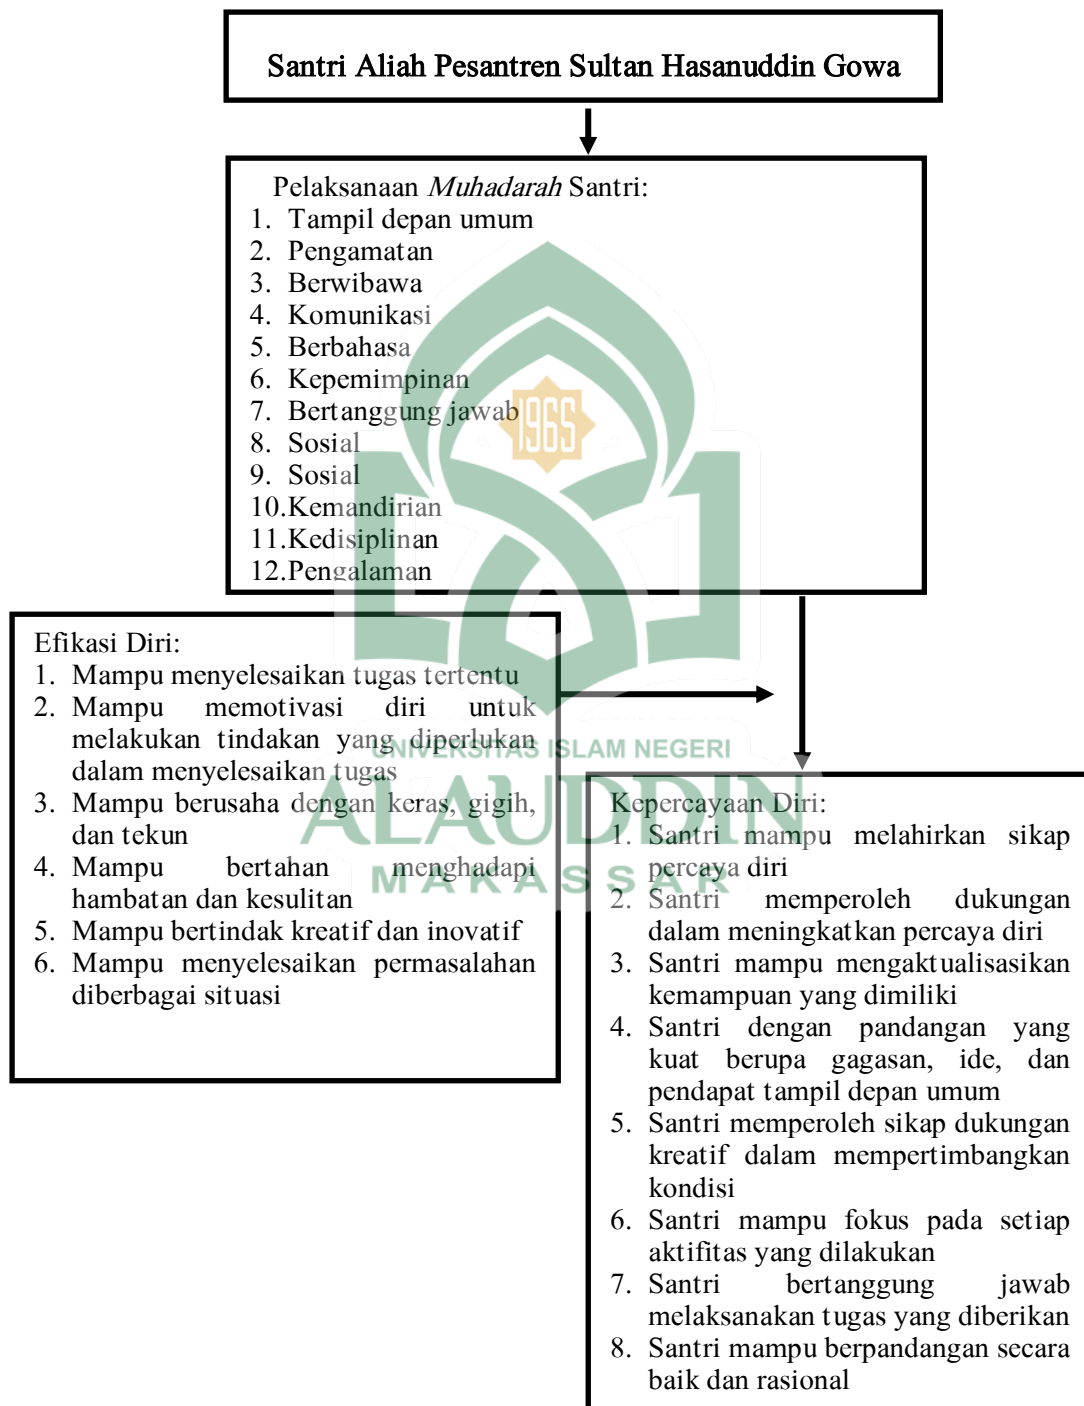 Santri Aliah Pesantren Sultan Hasanuddin Gowa
Pelaksanaan Muhadarah Santri:
1. Tampil depan umum
2. Pengamatan
3. Berwibawa
4. Komunikasi
5. Berbahasa
6. Kepemimpinan
7. Bertanggung jawab
8. Sosial
9. Sosial
10.Kemandirian
11.Kedisiplinan
12.Pengalaman
1965
Efikasi Diri:
1. Mampu menyelesaikan tugas tertentu
2. Mampu memotivasi diri untuk
melakukan tindakan yang diperlukan
dalam menyelesaikan tugas
3. Mampu berusaha dengan keras, gigih,
dan tekun
4. Mampu bertahan menghadapi
hambatan dan kesulitan
5. Mampu bertindak kreatif dan inovatif
6. Mampu menyelesaikan permasalahan
diberbagai situasi
UNIVERSITAS ISLAM NEGERI
ALAUDDIN
MAKASSAR
Kepercayaan Diri:
1. Santri mampu melahirkan sikap
percaya diri
2. Santri memperoleh dukungan
dalam meningkatkan percaya diri
3. Santri mampu mengaktualisasikan
kemampuan yang dimiliki
4. Santri dengan pandangan yang
kuat berupa gagasan, ide, dan
pendapat tampil depan umum
5. Santri memperoleh sikap dukungan
kreatif dalam mempertimbangkan
kondisi
6. Santri mampu fokus pada setiap
aktifitas yang dilakukan
7. Santri bertanggung jawab
melaksanakan tugas yang diberikan
8. Santri mampu berpandangan secara
baik dan rasional